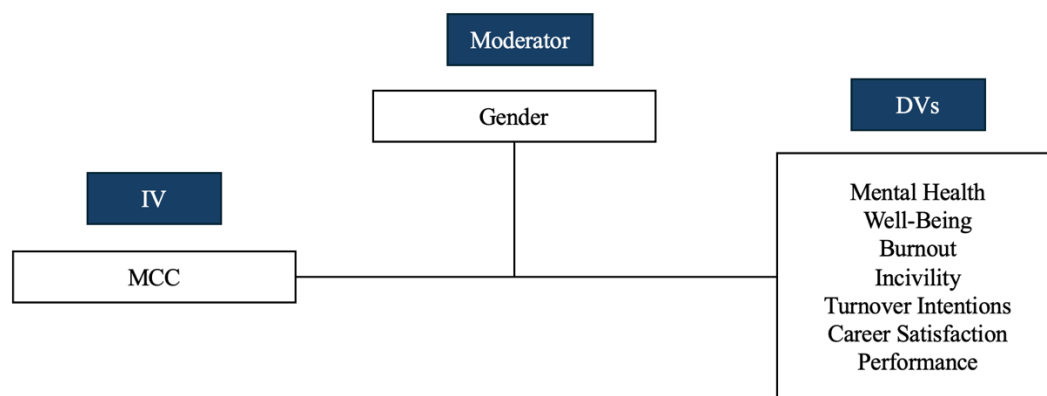 Moderator
Gender
DVs
IV
MCC
Mental Health
Well-Being
Burnout
Incivility
Turnover Intentions
Career Satisfaction
Performance